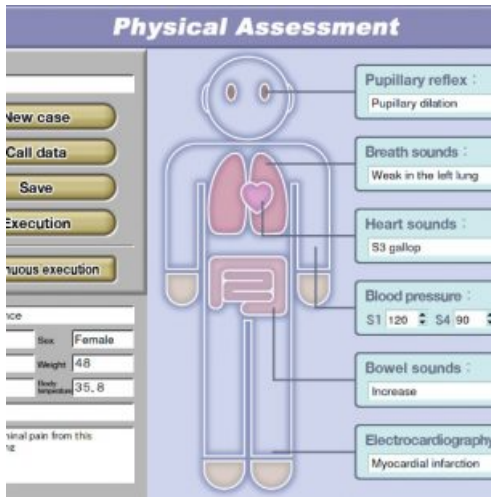 Physical Assessment
New case
Call data
Save
Execution
nuous execution
nce
Sex Female
Weight 48
Body temperature 35.8
minal pain from this
ng
Pupillary reflex :
Pupillary dilation
Breath sounds :
Weak in the left lung
Heart sounds :
S3 gallop
Blood pressure :
S1 120 S4 90
Bowel sounds :
Increase
Electrocardiography
Myocardial infarction